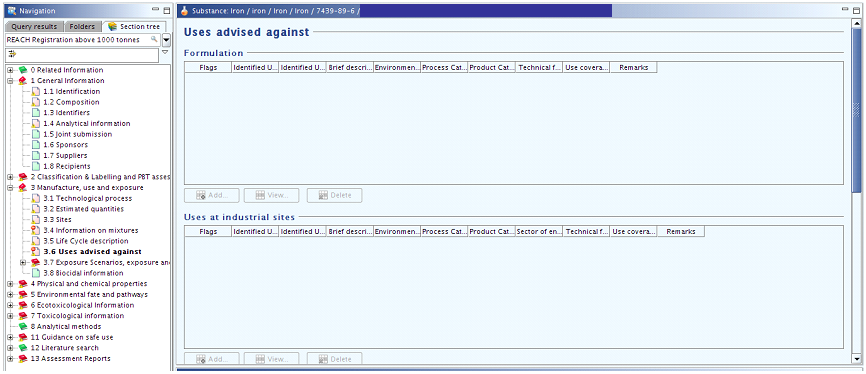 Navigation
Query results Folders Section tree
REACH Registration above 1000 tonnes
0 Related Information
1 General Information
1.1 Identification
1.2 Composition
1.3 Identifiers
1.4 Analytical information
1.5 Joint submission
1.6 Sponsors
1.7 Suppliers
1.8 Recipients
2 Classification & Labelling and PBT asses
3 Manufacture, use and exposure
3.1 Technological process
3.2 Estimated quantities
3.3 Sites
3.4 Information on mixtures
3.5 Life Cycle description
3.6 Uses advised against
3.7 Exposure Scenarios, exposure an
3.8 Biocidal information
4 Physical and chemical properties
5 Environmental fate and pathways
6 Ecotoxicological Information
7 Toxicological information
8 Analytical methods
11 Guidance on safe use
12 Literature search
13 Assessment Reports
Substance: Iron / iron / Iron / Iron / 7439-89-6 /
Uses advised against
Formulation
Flags Identified U... Identified U... Brief descri... Environmen... Process Cat... Product Cat... Technical f... Use covera... Remarks
Add... View... Delete
Uses at industrial sites
Flags Identified U... Identified U... Brief descri... Environmen... Process Cat... Product Cat... Sector of en... Technical f... Use covera... Remarks
Add... View... Delete